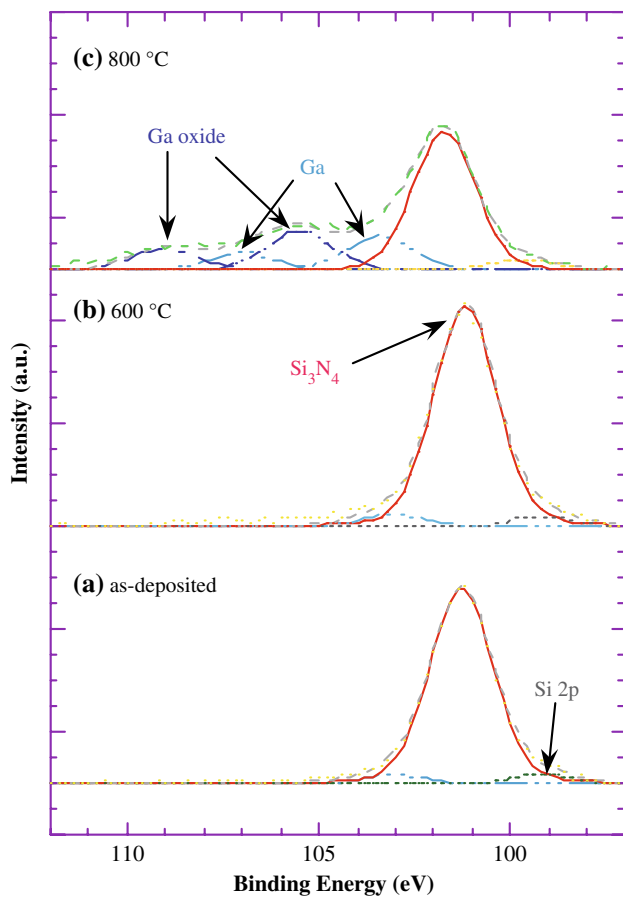 (c) 800 °C
Ga oxide
Ga
(b) 600 °C
Si₃N₄
Intensity (a.u.)
(a) as-deposited
Si 2p
110 105 100
Binding Energy (eV)